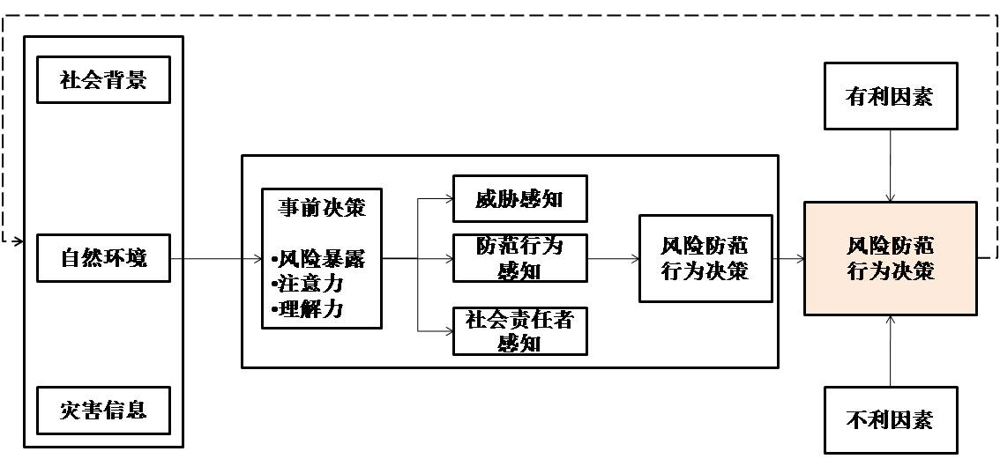 社会背景
自然环境
灾害信息
事前决策
•风险暴露
•注意力
•理解力
威胁感知
防范行为
感知
社会责任者
感知
风险防范
行为决策
有利因素
风险防范
行为决策
不利因素